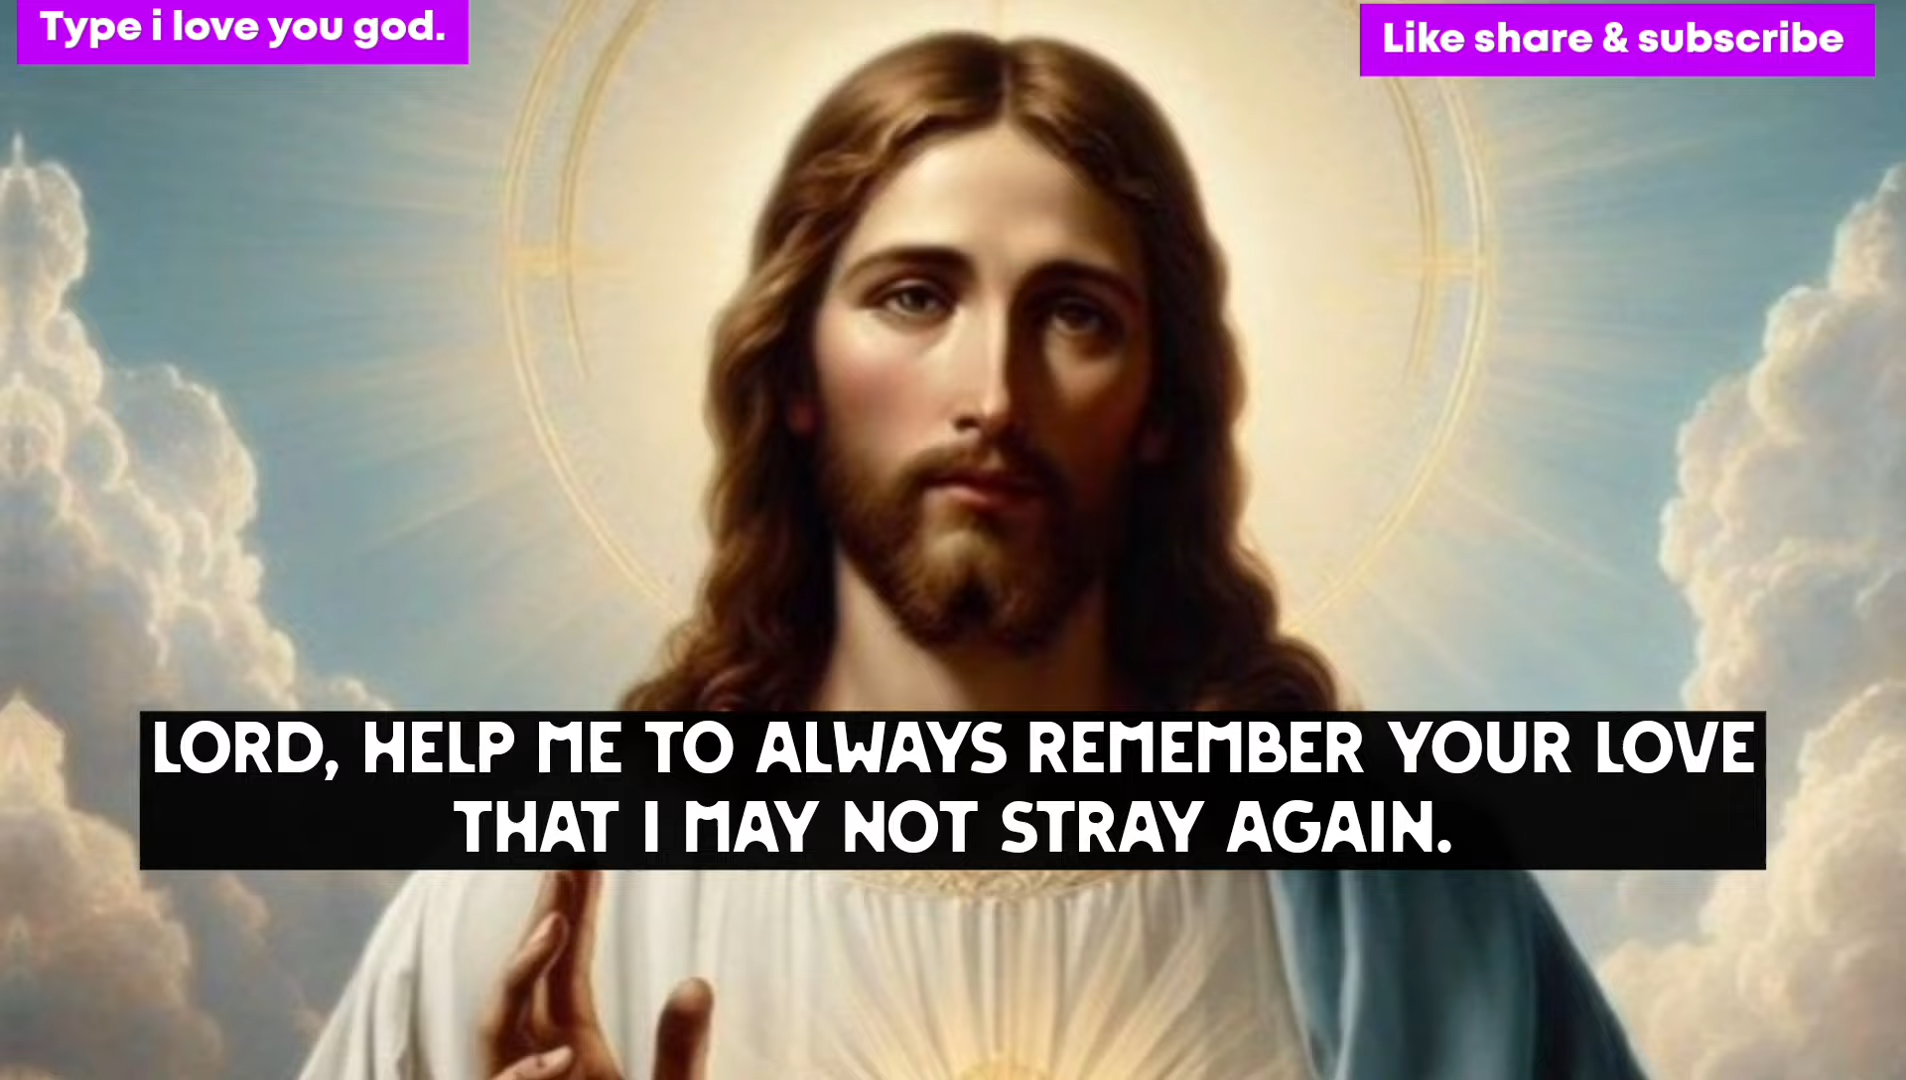 Type i love you god.
Like share & subscribe
LORD, HELP ME TO ALWAYS REMEMBER YOUR LOVE
THAT I MAY NOT STRAY AGAIN.